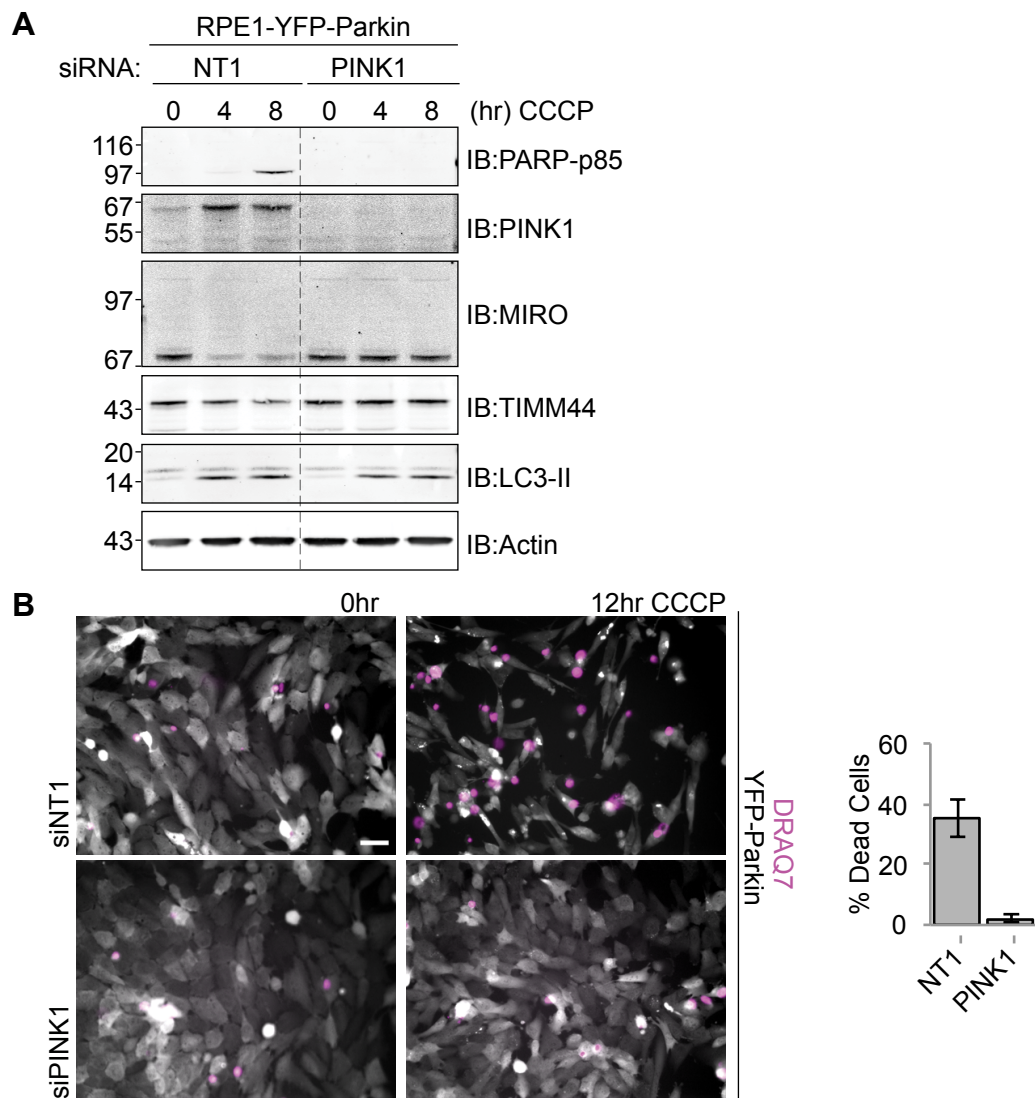 A
RPE1-YFP-Parkin
siRNA: NT1 PINK1
0 4 8 0 4 8 (hr) CCCP
116
97
IB:PARP-p85
67
55
IB:PINK1
97
67
IB:MIRO
43
IB:TIMM44
20
14
IB:LC3-II
43
IB:Actin
B
0hr 12hr CCCP
siNT1
siPINK1
DRAQ7
YFP-Parkin
% Dead Cells
60
40
20
0
NT1
PINK1